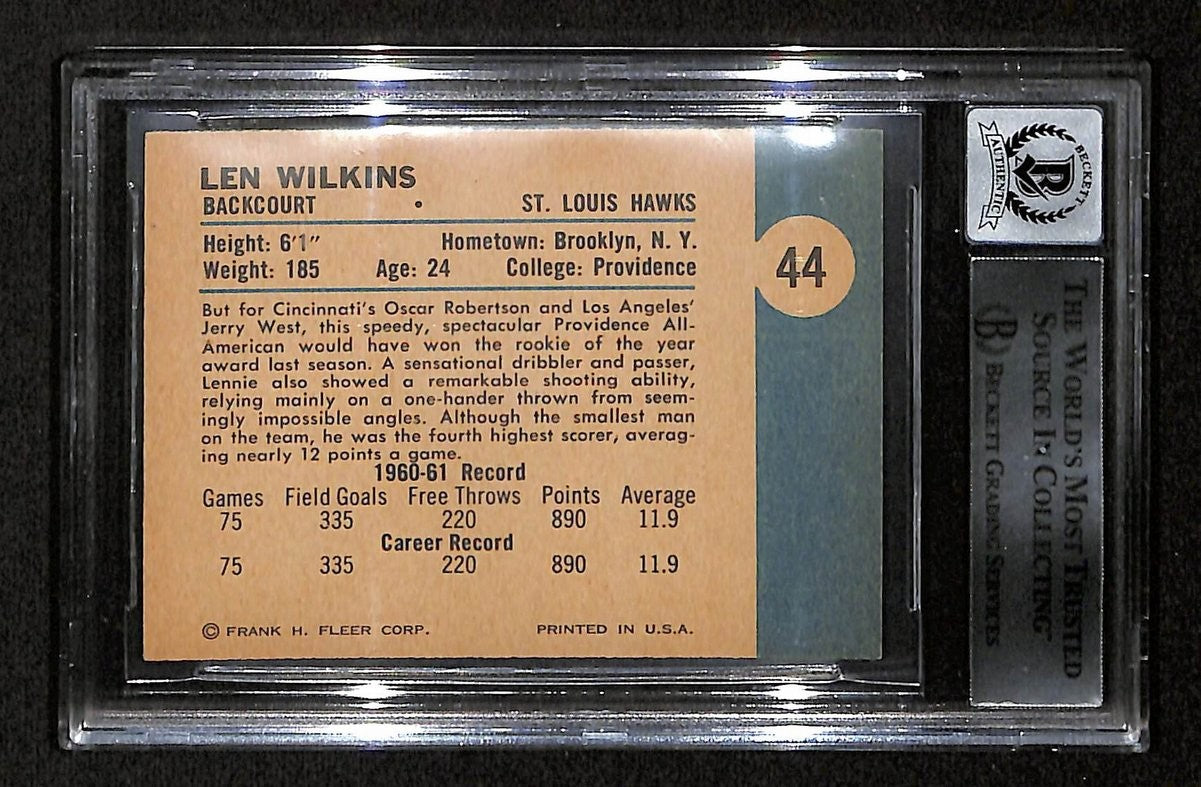 LEN WILKINS
BACKCOURT • ST. LOUIS HAWKS
Height: 6'1" Hometown: Brooklyn, N. Y.
Weight: 185 Age: 24 College: Providence
44
But for Cincinnati's Oscar Robertson and Los Angeles'
Jerry West, this speedy, spectacular Providence All-
American would have won the rookie of the year
award last season. A sensational dribbler and passer,
Lennie also showed a remarkable shooting ability,
relying mainly on a one-hander thrown from seem-
ingly impossible angles. Although the smallest man
on the team, he was the fourth highest scorer, averag-
ing nearly 12 points a game.
1960-61 Record
Games Field Goals Free Throws Points Average
75 335 220 890 11.9
Career Record
75 335 220 890 11.9
© FRANK H. FLEER CORP. PRINTED IN U.S.A.
BECKETT
B
AUTHENTIC
THE WORLD'S MOST TRUSTED
SOURCE IN COLLECTING
B BECKETT GRADING SERVICES